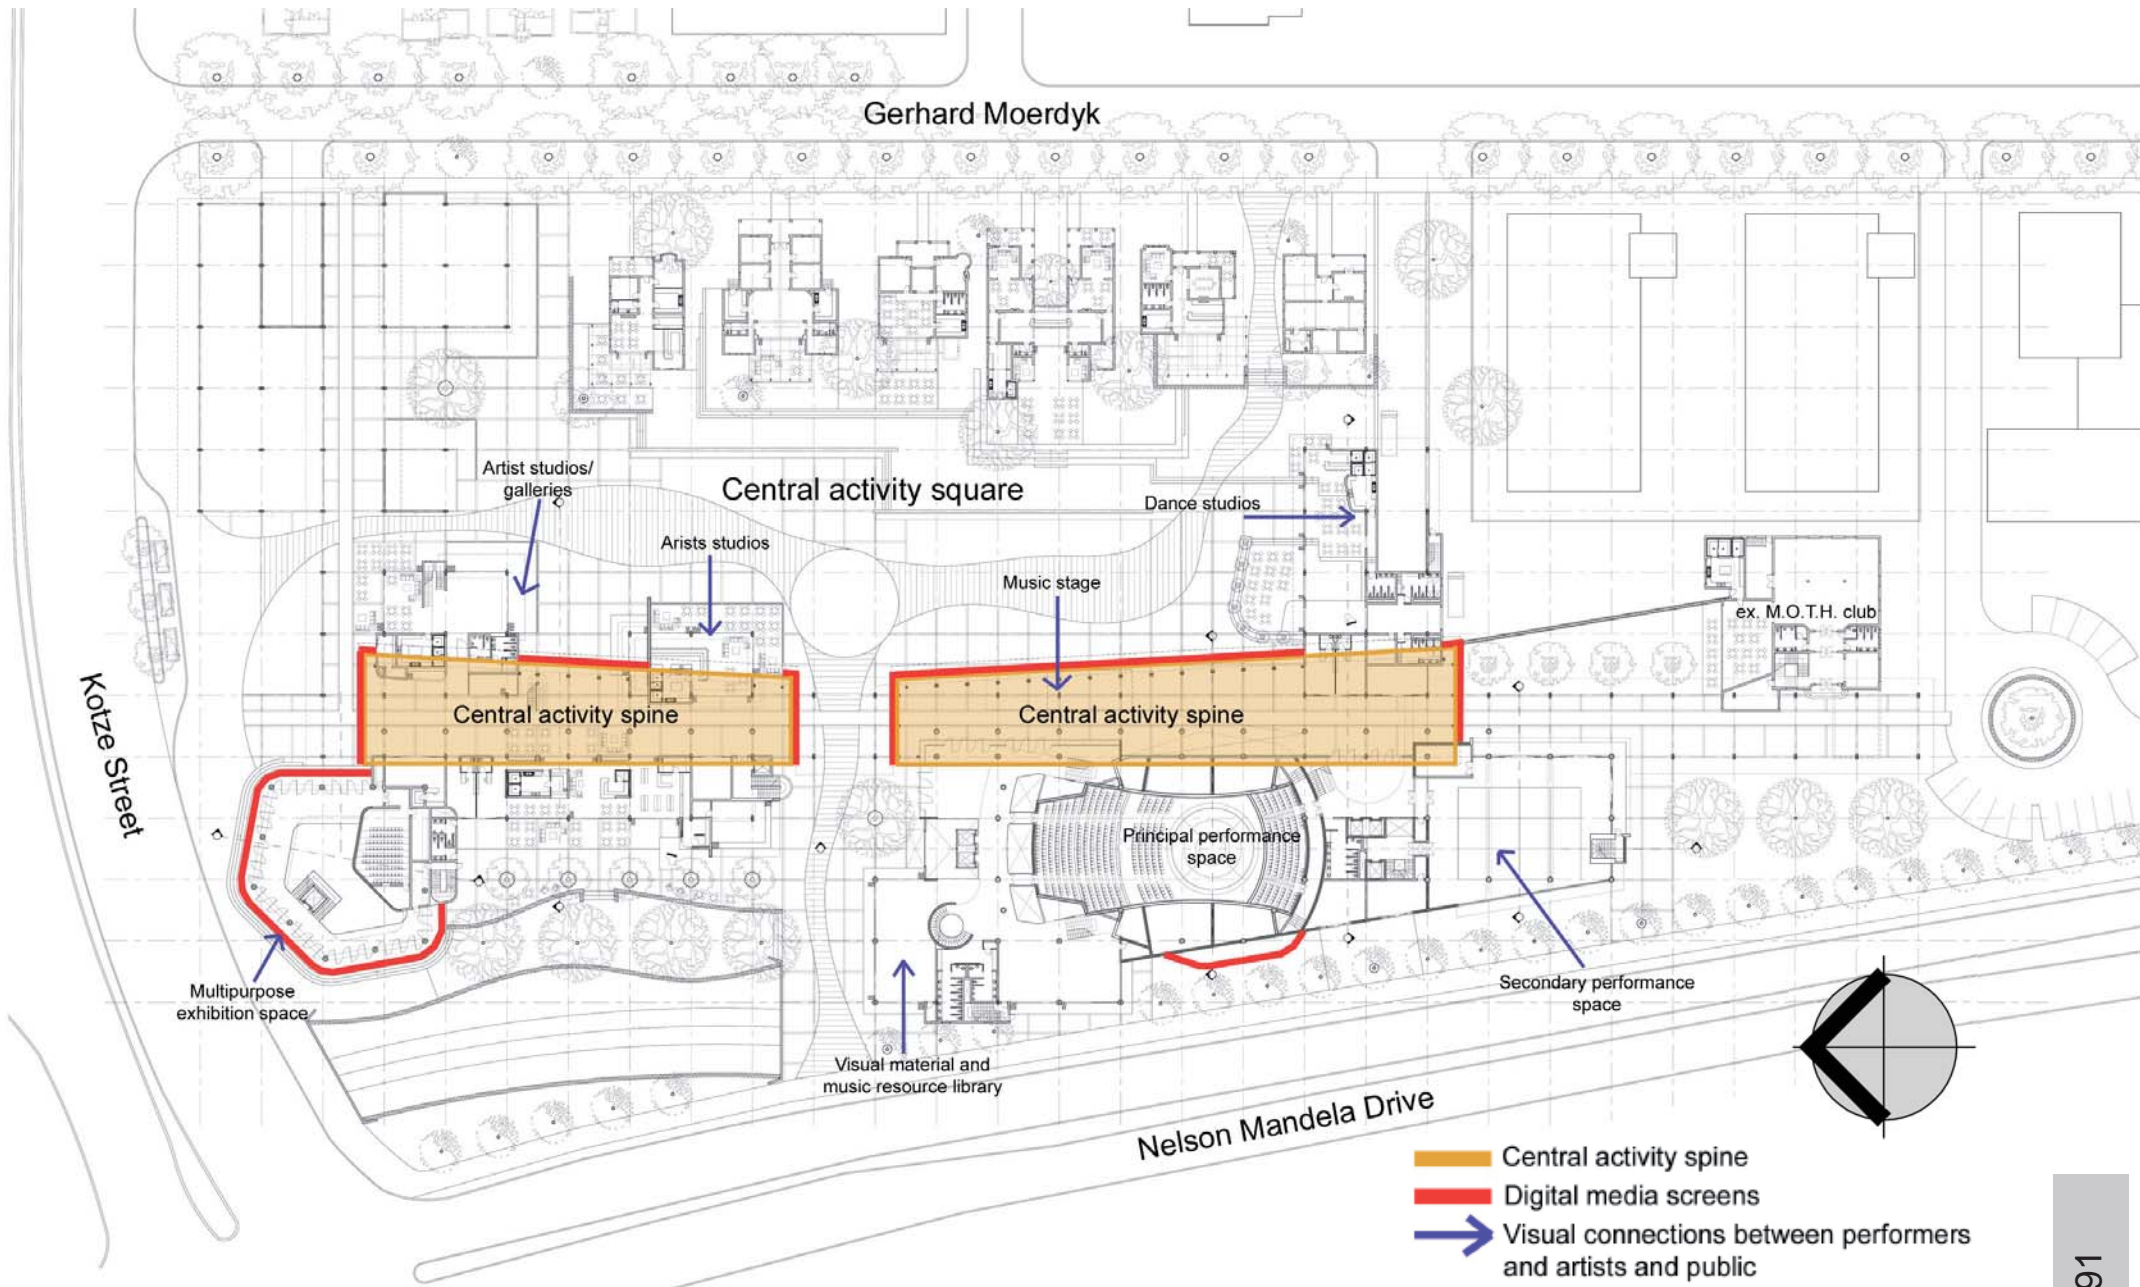 Gerhard Moerdyk
Artist studios/
galleries
Central activity square
Dance studios
Arists studios
Music stage
ex. M.O.T.H. club
Kotze Street
Central activity spine
Central activity spine
Principal performance
space
Multipurpose
exhibition space
Secondary performance
space
Visual material and
music resource library
Nelson Mandela Drive
Central activity spine
Digital media screens
Visual connections between performers
and artists and public
91